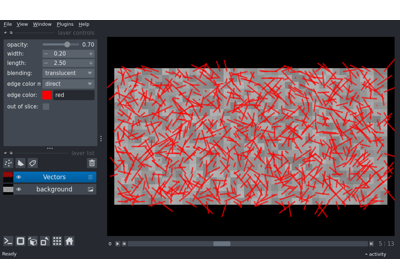 File View Window Plugins Help
layer controls
opacity: 0.70
width: 0.20
length: 2.50
blending: translucent
edge color m direct
edge color: red
out of slice:
layer list
Vectors
background
0 5 13
Ready activity